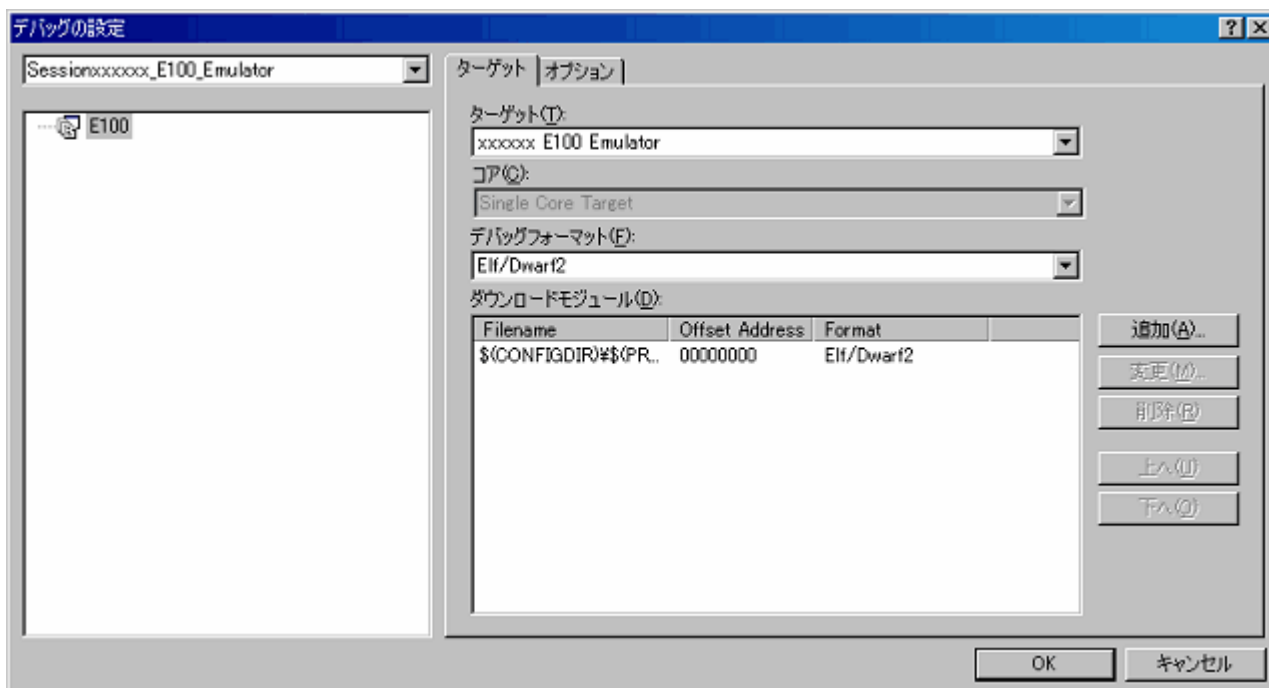 デバッグの設定
Sessionxxxxxx_E100_Emulator
E100
ターゲット オプション
ターゲット(T):
xxxxxx E100 Emulator
コア(C):
Single Core Target
デバッグフォーマット(F):
Elf/Dwarf2
ダウンロードモジュール(D):
Filename Offset Address Format
$(CONFIGDIR)¥$(PR... 00000000 Elf/Dwarf2
追加(A)...
変更(M)...
削除(R)
上へ(U)
下へ(O)
OK キャンセル